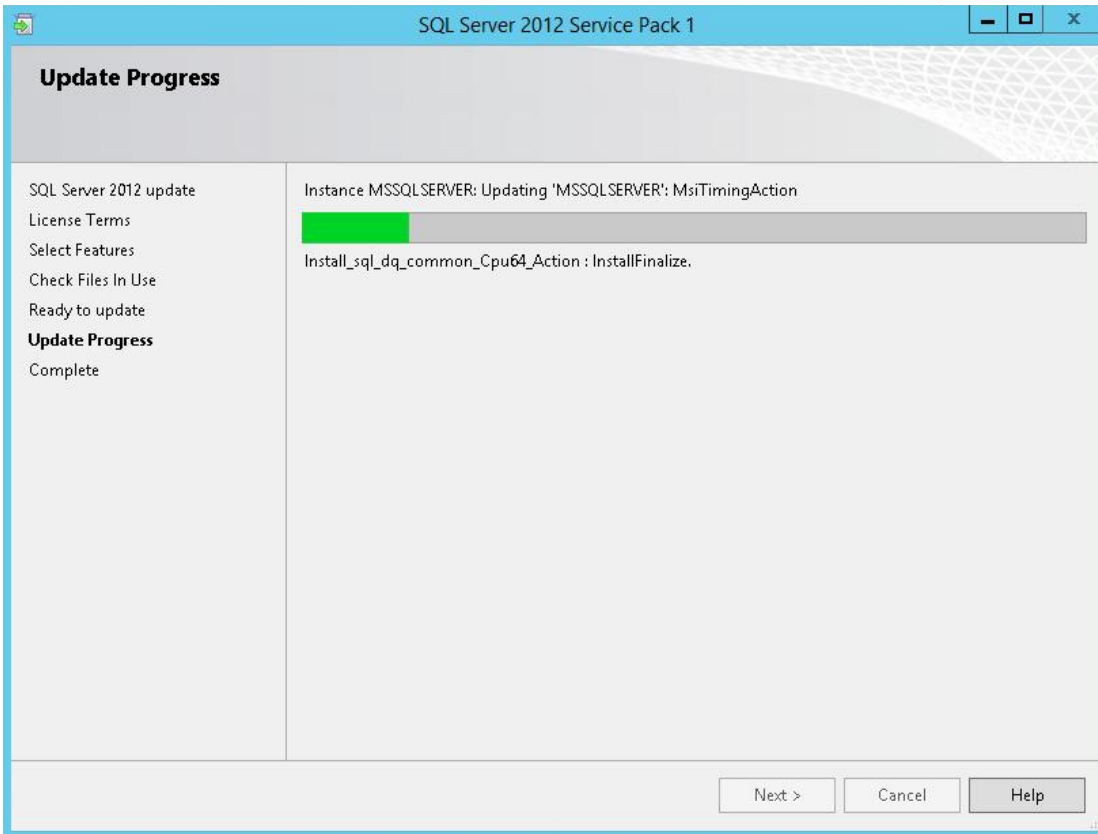 SQL Server 2012 Service Pack 1
Update Progress
SQL Server 2012 update
License Terms
Select Features
Check Files In Use
Ready to update
Update Progress
Complete
Instance MSSQLSERVER: Updating 'MSSQLSERVER': MsiTimingAction
Install_sql_dq_common_Cpu64_Action : InstallFinalize.
Next >
Cancel
Help